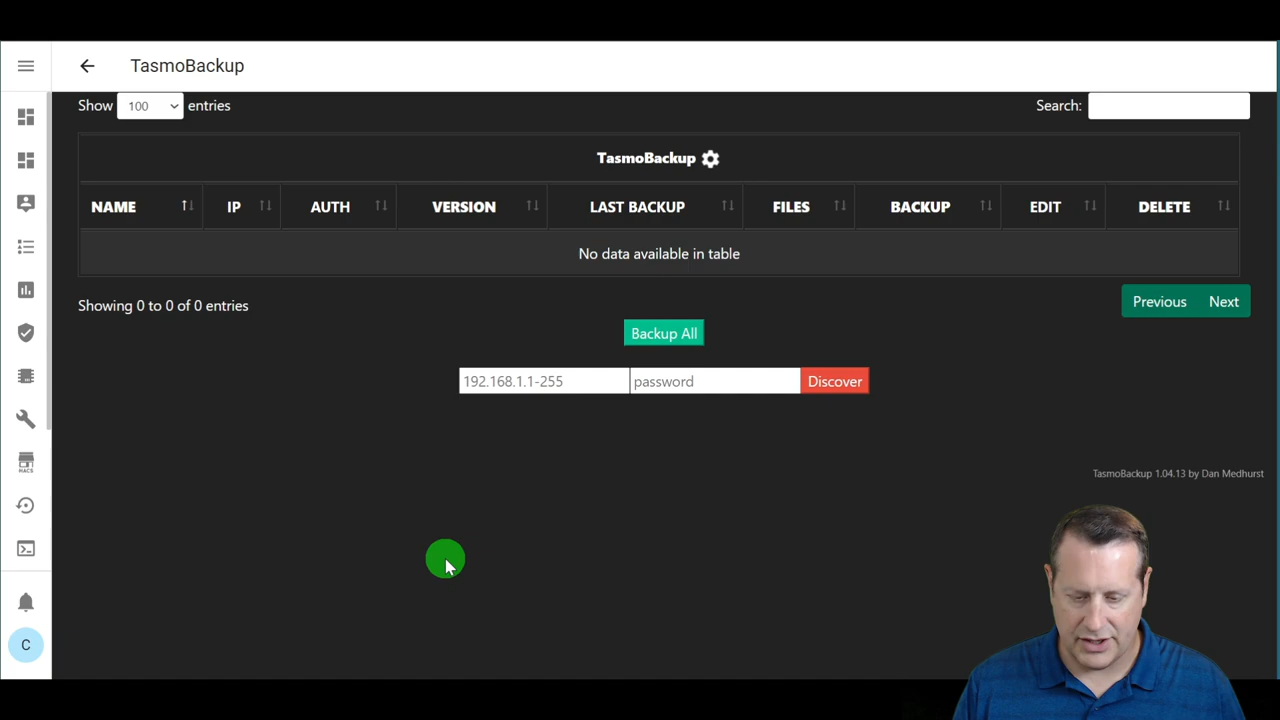 TasmoBackup
Show 100 entries
Search:
TasmoBackup
NAME IP AUTH VERSION LAST BACKUP FILES BACKUP EDIT DELETE
No data available in table
Showing 0 to 0 of 0 entries
Previous Next
Backup All
192.168.1.1-255 password Discover
TasmoBackup 1.04.13 by Dan Medhurst
HACS
C